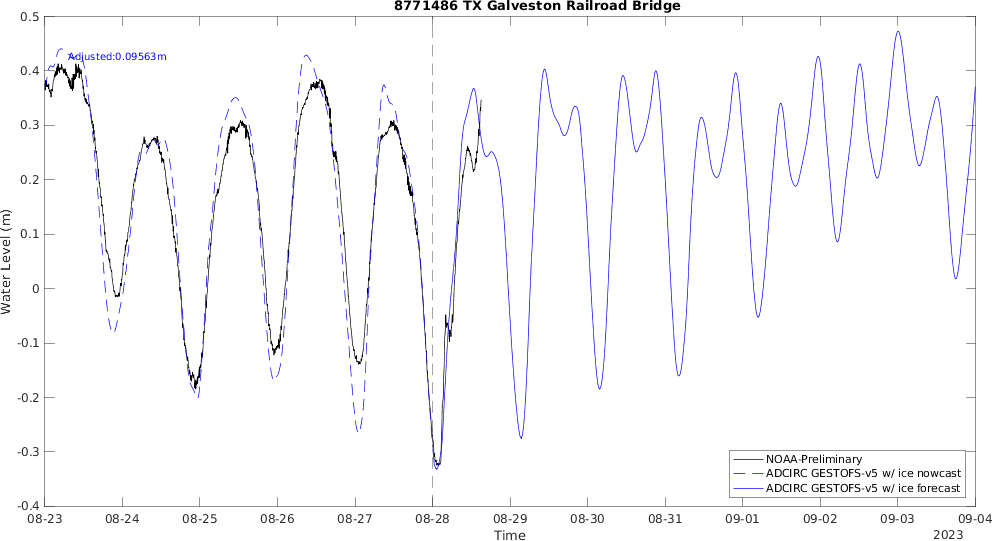 8771486 TX Galveston Railroad Bridge
Adjusted:0.09563m
Water Level (m)
0.5
0.4
0.3
0.2
0.1
0
-0.1
-0.2
-0.3
-0.4
NOAA-Preliminary
ADCIRC GESTOFS-v5 w/ ice nowcast
ADCIRC GESTOFS-v5 w/ ice forecast
08-23 08-24 08-25 08-26 08-27 08-28 08-29 08-30 08-31 09-01 09-02 09-03 09-04
Time
2023